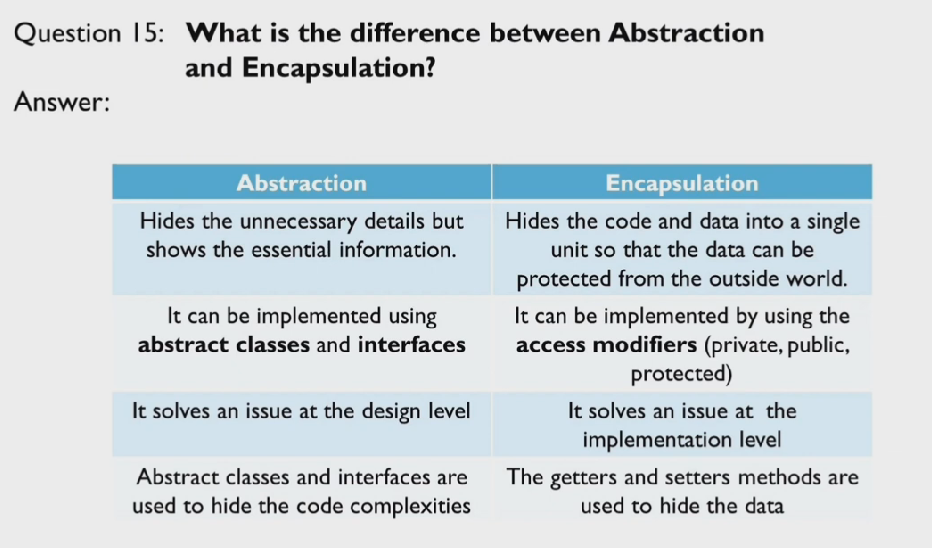 Question 15: What is the difference between Abstraction
and Encapsulation?
Answer:
Abstraction
Encapsulation
Hides the unnecessary details but
shows the essential information.
Hides the code and data into a single
unit so that the data can be
protected from the outside world.
It can be implemented using
abstract classes and interfaces
It can be implemented by using the
access modifiers (private, public,
protected)
It solves an issue at the design level
It solves an issue at the
implementation level
Abstract classes and interfaces are
used to hide the code complexities
The getters and setters methods are
used to hide the data